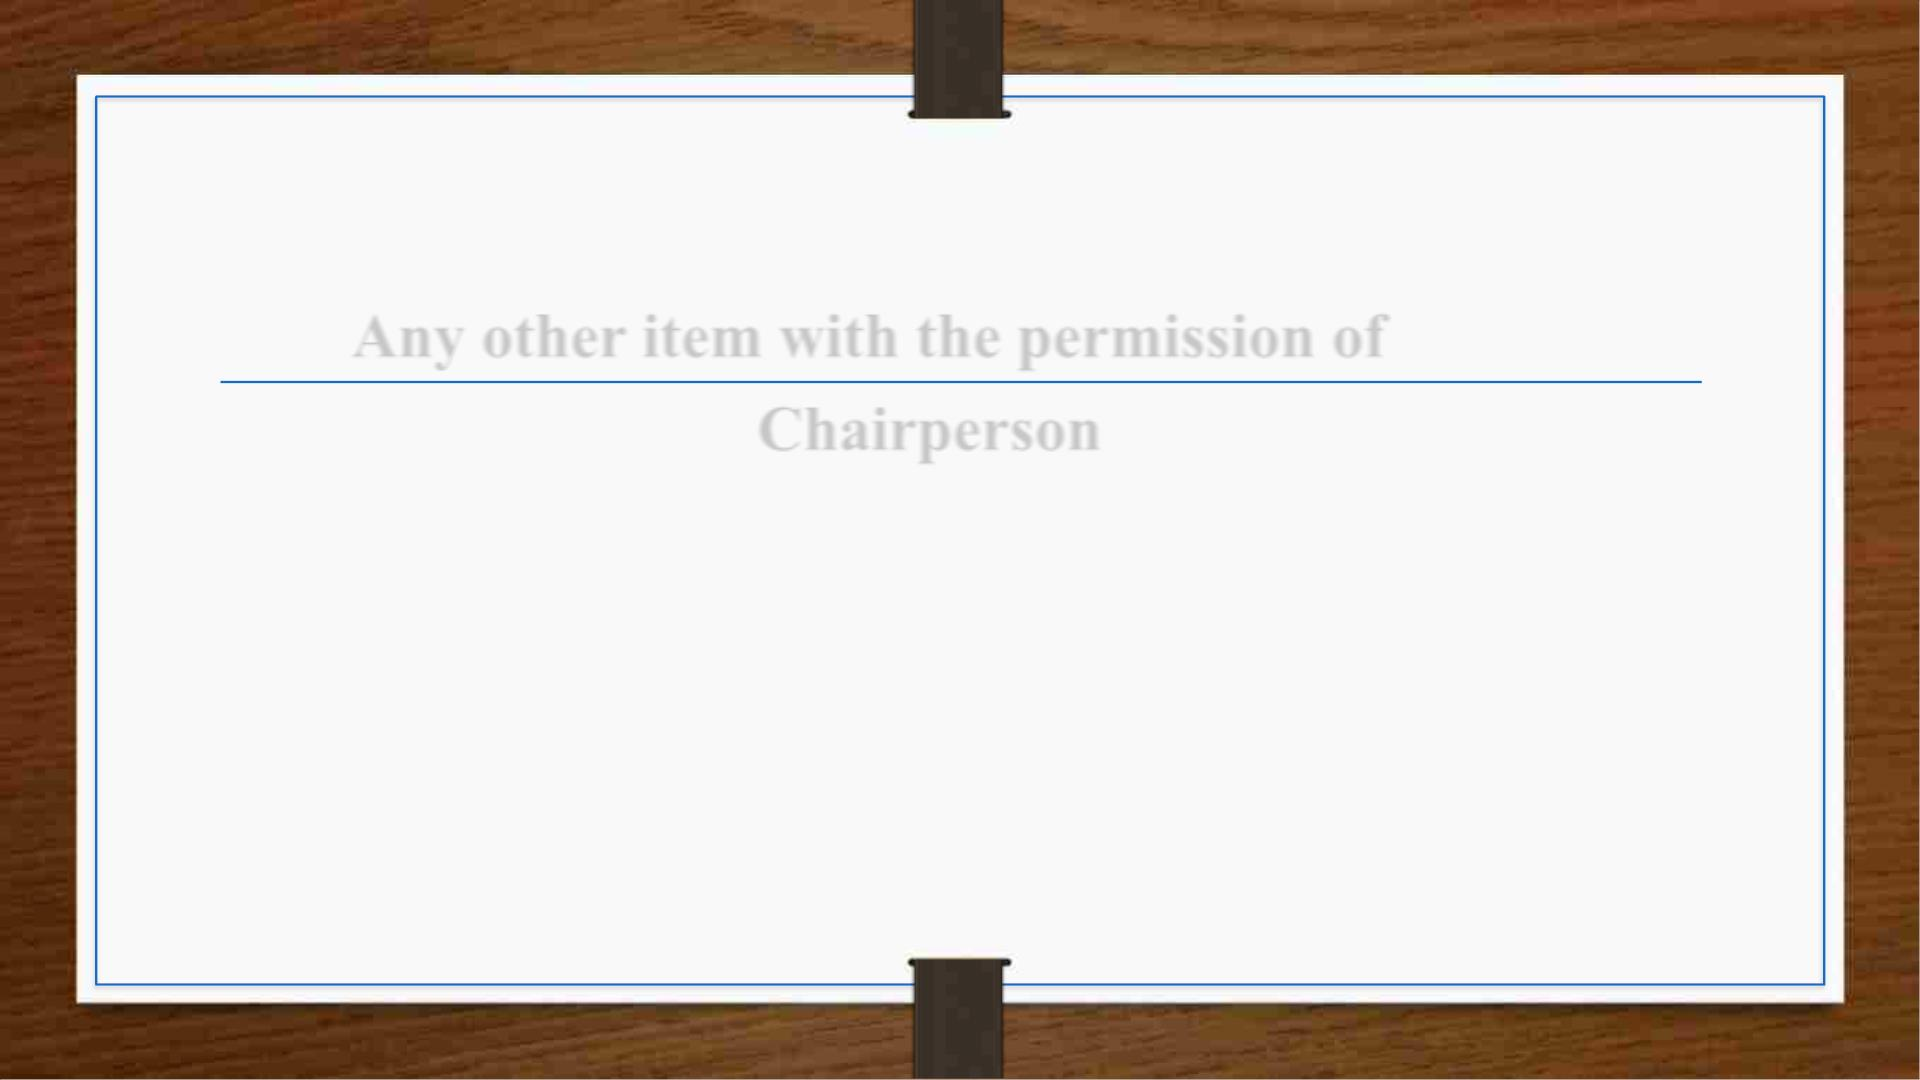 Any other item with the permission of
Chairperson